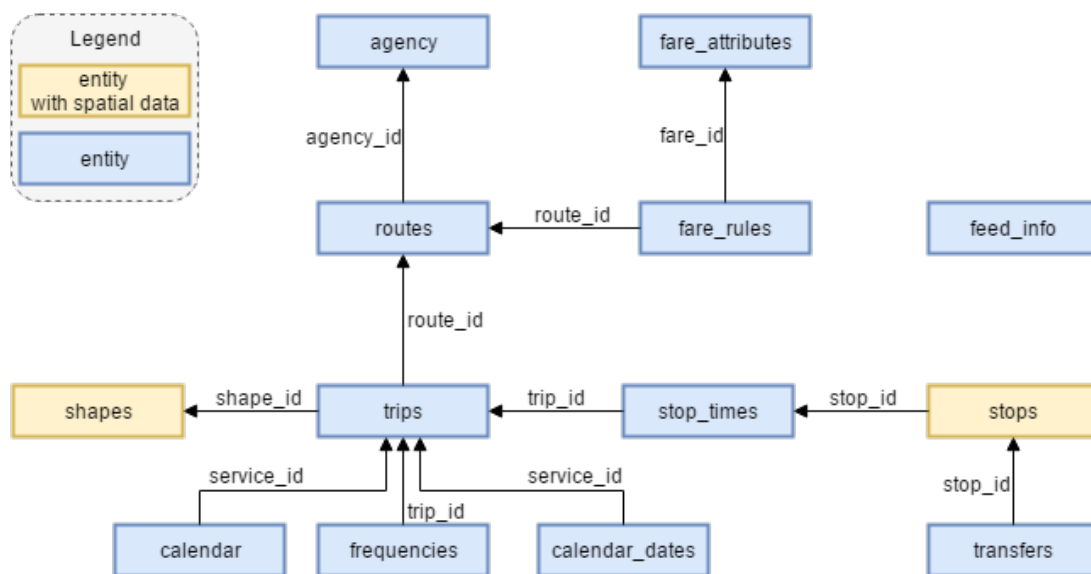 Legend
entity
with spatial data
entity
agency
fare_attributes
agency_id
fare_id
routes
route_id
fare_rules
feed_info
route_id
shapes
shape_id
trips
trip_id
stop_times
stop_id
stops
service_id
service_id
trip_id
stop_id
calendar
frequencies
calendar_dates
transfers